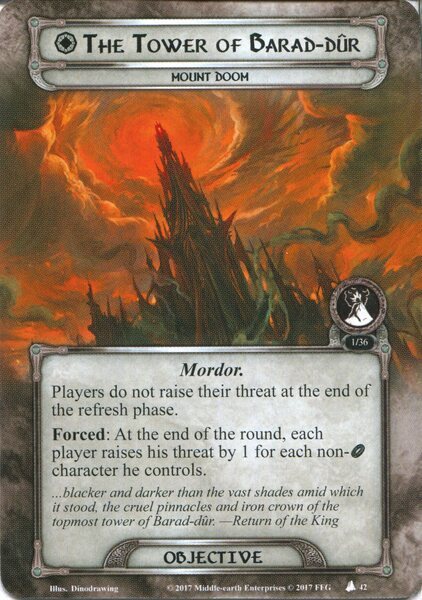 THE TOWER OF BARAD-DÛR
MOUNT DOOM
1/36
Mordor.
Players do not raise their threat at the end of
the refresh phase.
Forced: At the end of the round, each
player raises his threat by 1 for each non-
character he controls.
...blacker and darker than the vast shades amid which
it stood, the cruel pinnacles and iron crown of the
topmost tower of Barad-dûr. —Return of the King
OBJECTIVE
Illus. Dinodrawing © 2017 Middle-earth Enterprises © 2017 FFG 42